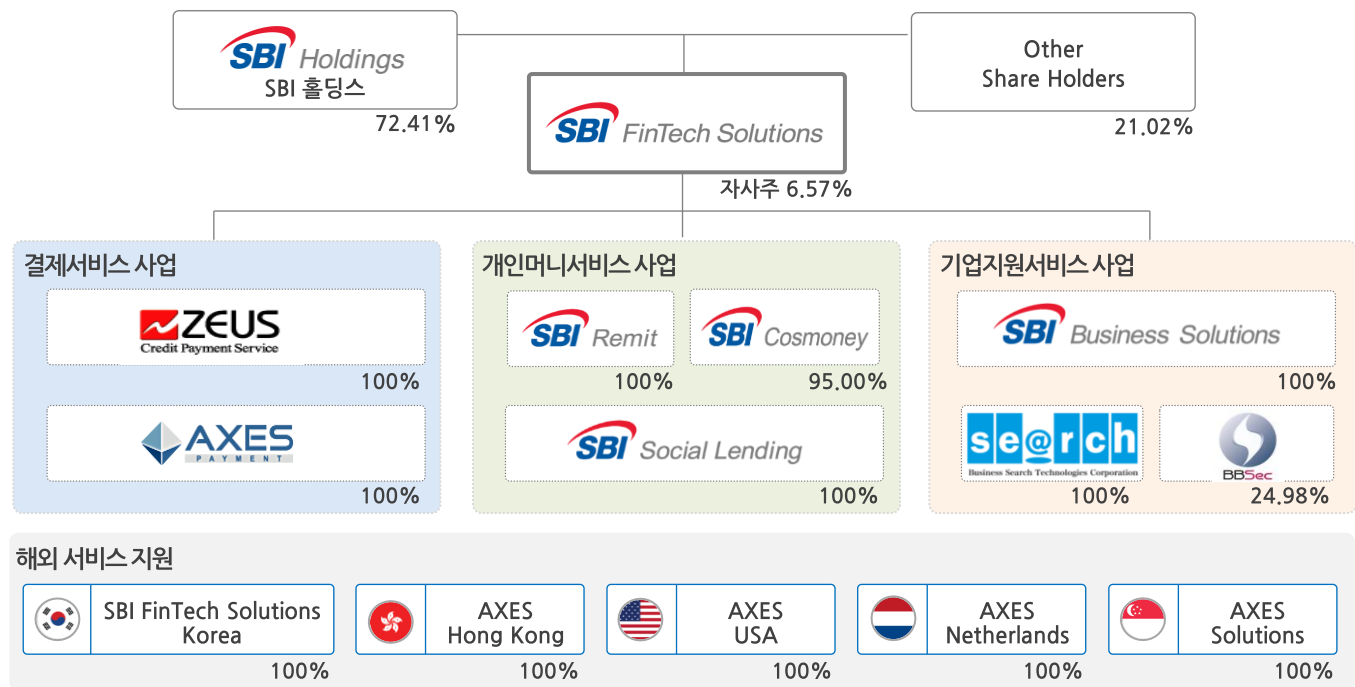 SBI Holdings
SBI 홀딩스
72.41%
Other
Share Holders
21.02%
SBI FinTech Solutions
자사주 6.57%
결제서비스 사업
ZEUS
Credit Payment Service
100%
AXES
PAYMENT
100%
개인머니서비스 사업
SBI Remit
100%
SBI Cosmoney
95.00%
SBI Social Lending
100%
기업지원서비스 사업
SBI Business Solutions
100%
se@rch
Business Search Technologies Corporation
100%
BBSec
24.98%
해외 서비스 지원
SBI FinTech Solutions
Korea
100%
AXES
Hong Kong
100%
AXES
USA
100%
AXES
Netherlands
100%
AXES
Solutions
100%